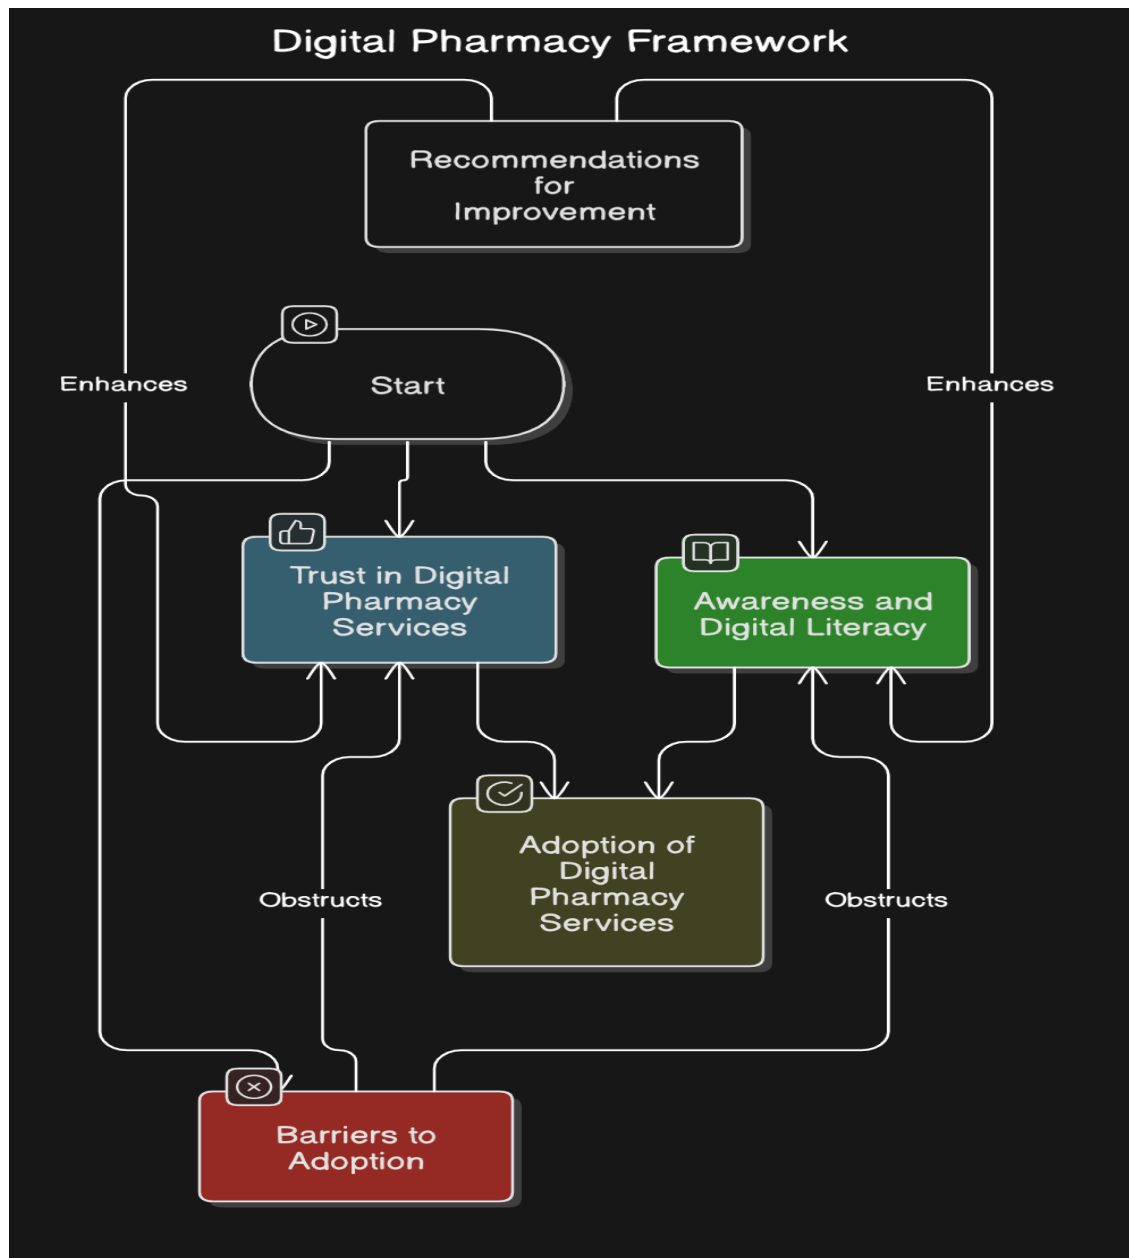 Digital Pharmacy Framework
Recommendations
for
Improvement
Enhances
Start
Enhances
Trust in Digital
Pharmacy
Services
Awareness and
Digital Literacy
Adoption of
Digital
Pharmacy
Services
Obstructs
Obstructs
Barriers to
Adoption